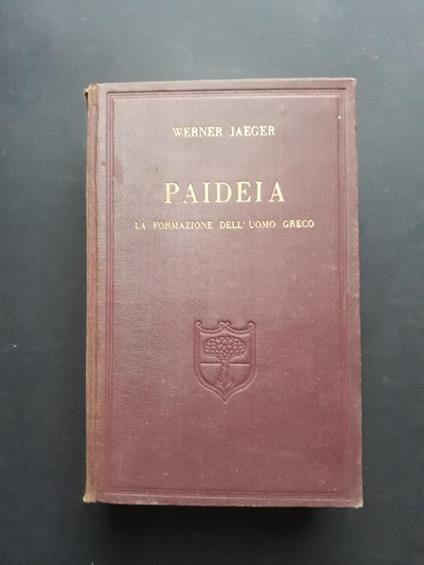 WERNER JAEGER
PAIDEIA
LA FORMAZIONE DELL'UOMO GRECO